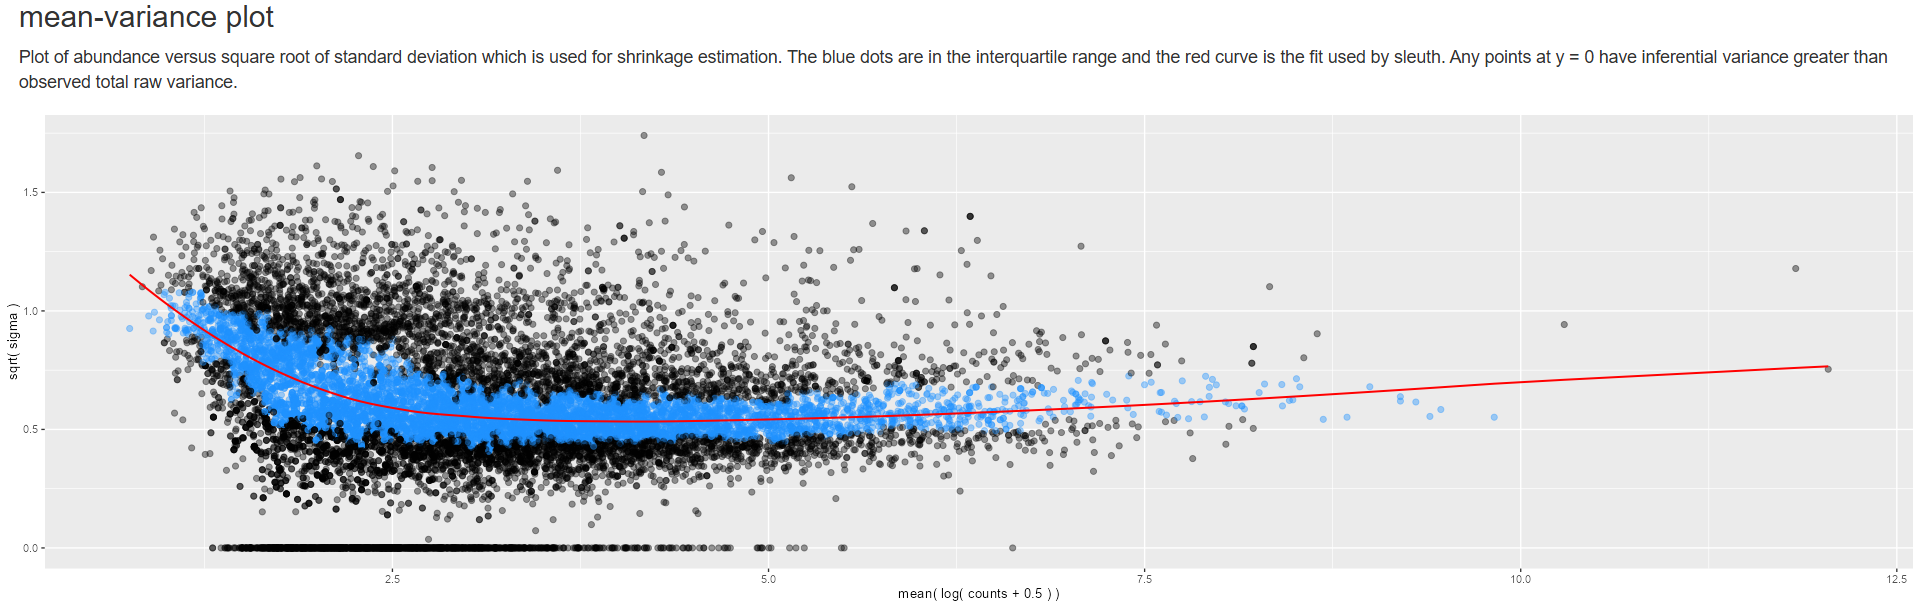 mean-variance plot
Plot of abundance versus square root of standard deviation which is used for shrinkage estimation. The blue dots are in the interquartile range and the red curve is the fit used by sleuth. Any points at y = 0 have inferential variance greater than
observed total raw variance.
1.5
1.0
0.5
0.0
sqrt( sigma )
2.5
5.0
7.5
10.0
12.5
mean( log( counts + 0.5 ) )